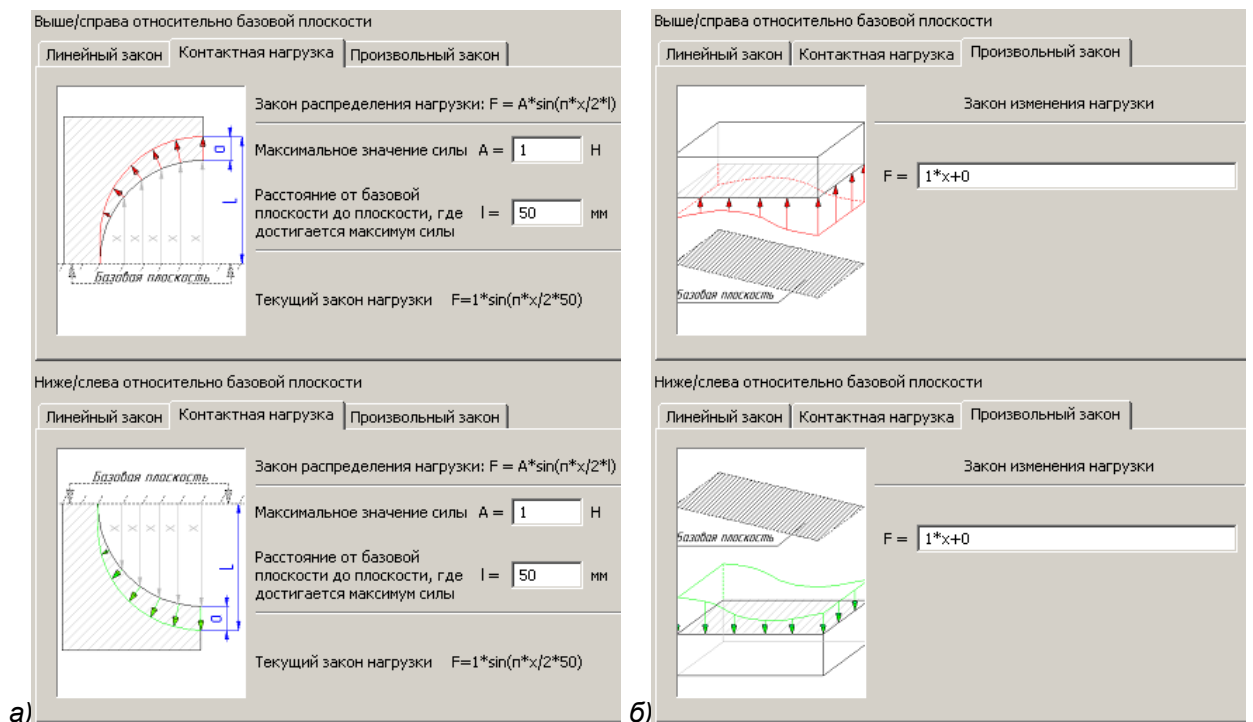 Выше/справа относительно базовой плоскости
Линейный закон Контактная нагрузка Произвольный закон
Закон распределения нагрузки: F = A*sin(п*x/2*l)
Максимальное значение силы A = 1 Н
Расстояние от базовой
плоскости до плоскости, где l = 50 мм
достигается максимум силы
Текущий закон нагрузки F=1*sin(п*x/2*50)
a
L
x x x x x
Базовая плоскость
Ниже/слева относительно базовой плоскости
Линейный закон Контактная нагрузка Произвольный закон
Базовая плоскость
x x x x x
L
a
Закон распределения нагрузки: F = A*sin(п*x/2*l)
Максимальное значение силы A = 1 Н
Расстояние от базовой
плоскости до плоскости, где l = 50 мм
достигается максимум силы
Текущий закон нагрузки F=1*sin(п*x/2*50)
а)
Выше/справа относительно базовой плоскости
Линейный закон Контактная нагрузка Произвольный закон
Закон изменения нагрузки
F = 1*x+0
Базовая плоскость
Ниже/слева относительно базовой плоскости
Линейный закон Контактная нагрузка Произвольный закон
Закон изменения нагрузки
F = 1*x+0
Базовая плоскость
б)